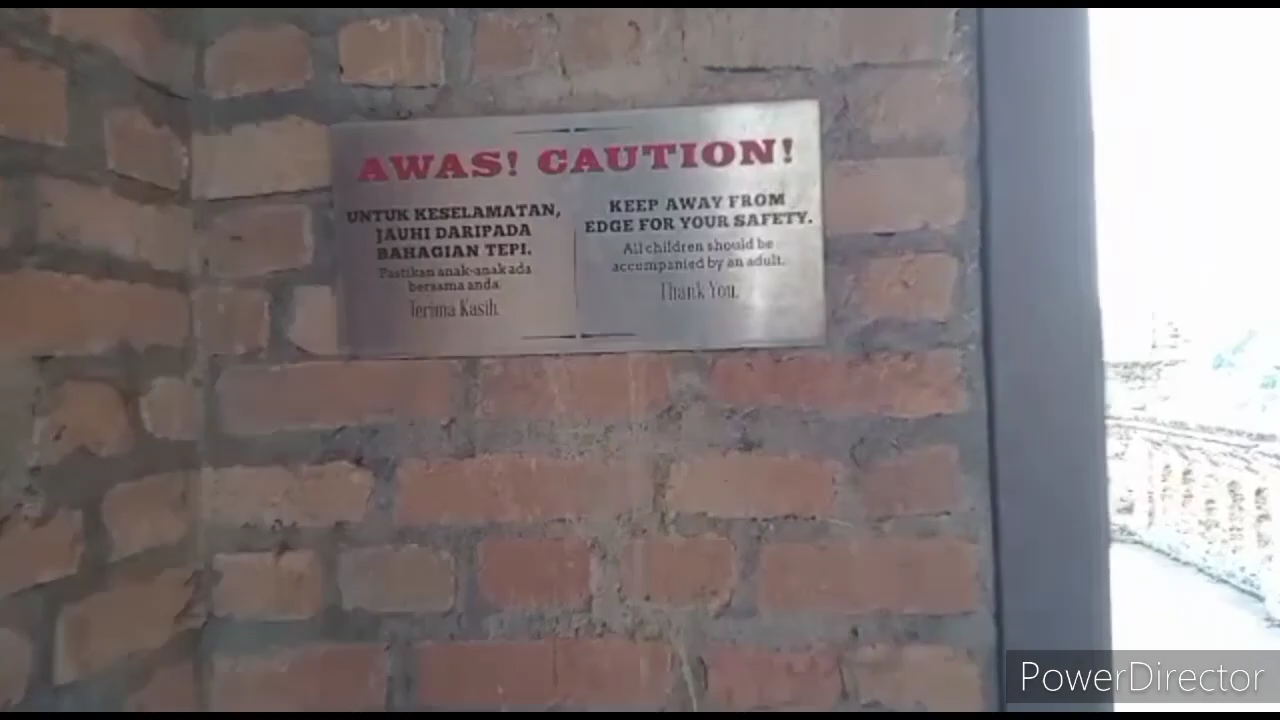 AWAS! CAUTION!
UNTUK KESELAMATAN,
JAUHI DARIPADA
BAHAGIAN TEPI.
Pastikan anak-anak ada
bersama anda.
Terima Kasih.
KEEP AWAY FROM
EDGE FOR YOUR SAFETY.
All children should be
accompanied by an adult.
Thank You.
PowerDirector